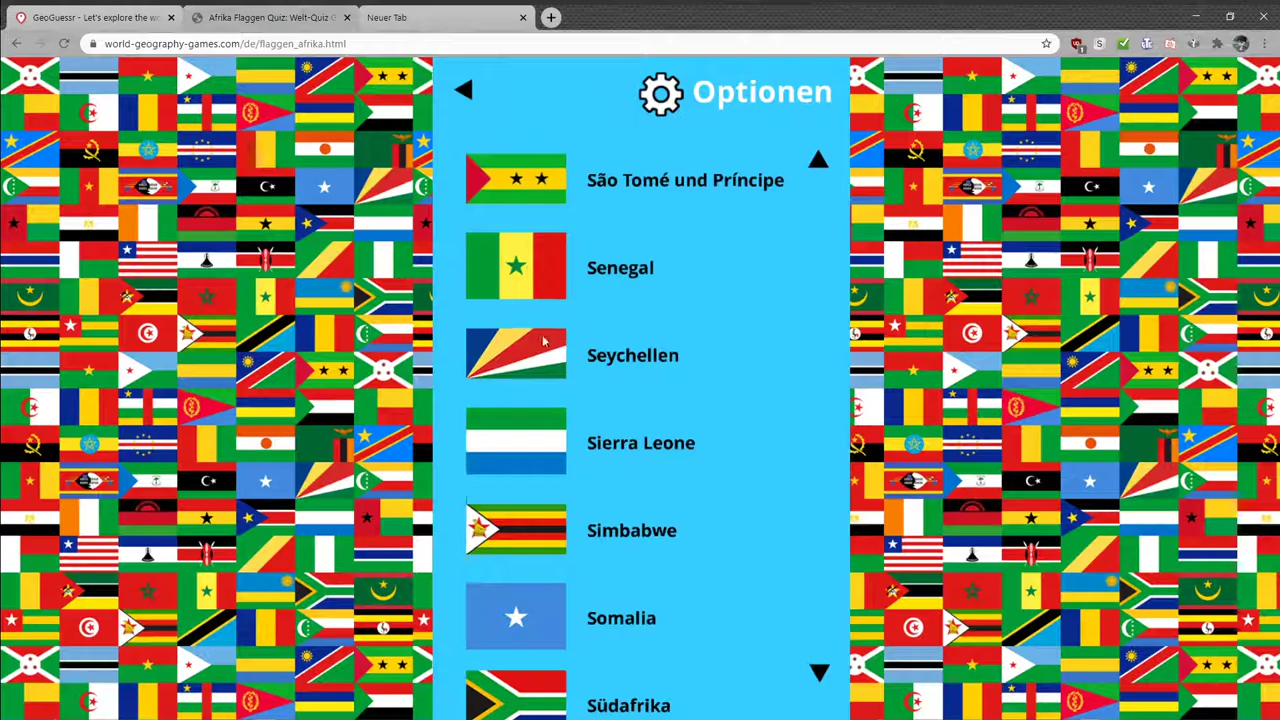 GeoGuessr - Let's explore the wo
Afrika Flaggen Quiz: Welt-Quiz G
Neuer Tab
world-geography-games.com/de/flaggen_afrika.html
Optionen
São Tomé und Príncipe
Senegal
Seychellen
Sierra Leone
Simbabwe
Somalia
Südafrika